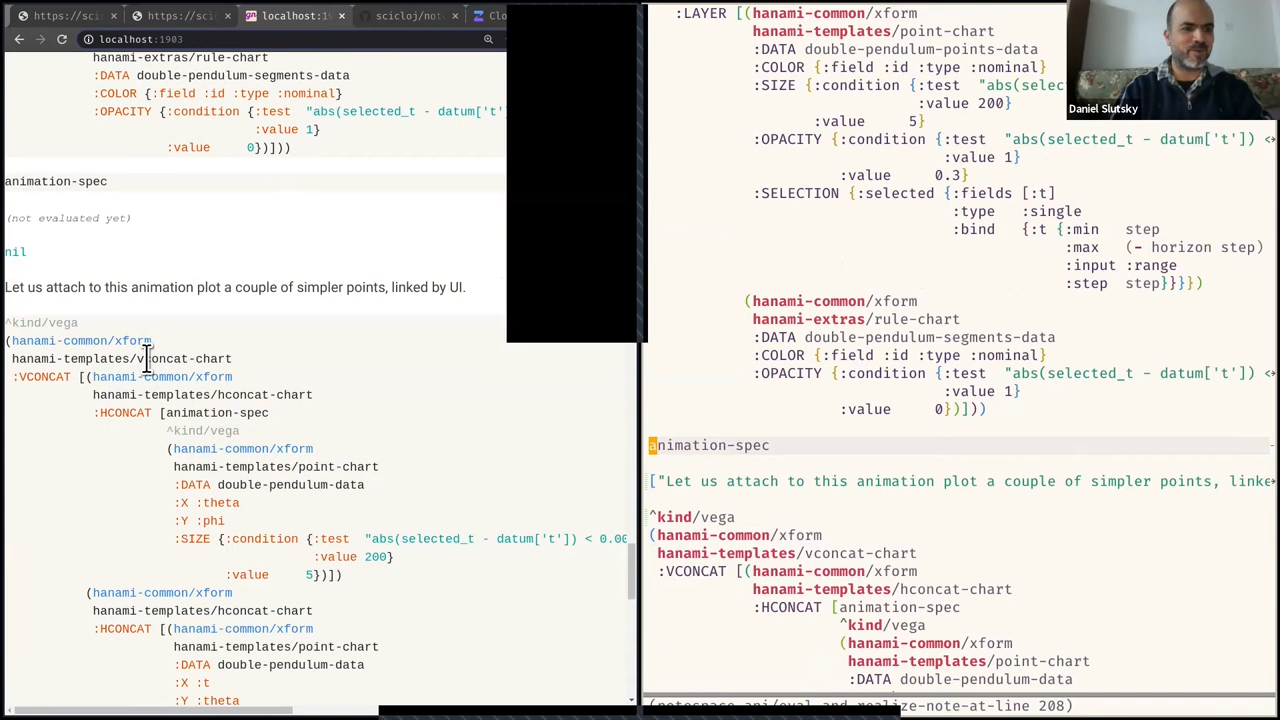 https://sci
https://scic
localhost:19
scicloj/not
Clo
localhost:1903
hanami-extras/rule-chart
:DATA double-pendulum-segments-data
:COLOR {:field :id :type :nominal}
:OPACITY {:condition {:test "abs(selected_t - datum['t']
:value 1}
:value 0})]))
animation-spec
(not evaluated yet)
nil
Let us attach to this animation plot a couple of simpler points, linked by UI.
^kind/vega
(hanami-common/xform
hanami-templates/vconcat-chart
:VCONCAT [(hanami-common/xform
hanami-templates/hconcat-chart
:HCONCAT [animation-spec
^kind/vega
(hanami-common/xform
hanami-templates/point-chart
:DATA double-pendulum-data
:X :theta
:Y :phi
:SIZE {:condition {:test "abs(selected_t - datum['t']) < 0.00
:value 200}
:value 5})])
(hanami-common/xform
hanami-templates/hconcat-chart
:HCONCAT [(hanami-common/xform
hanami-templates/point-chart
:DATA double-pendulum-data
:X :t
:Y :theta
:LAYER [(hanami-common/xform
hanami-templates/point-chart
:DATA double-pendulum-points-data
:COLOR {:field :id :type :nominal}
:SIZE {:condition {:test "abs(selec
:value 200}
:value 5}
:OPACITY {:condition {:test "abs(selected_t - datum['t']) <
:value 1}
:value 0.3}
:SELECTION {:selected {:fields [:t]
:type :single
:bind {:t {:min step
:max (- horizon step)
:input :range
:step step}}}})
(hanami-common/xform
hanami-extras/rule-chart
:DATA double-pendulum-segments-data
:COLOR {:field :id :type :nominal}
:OPACITY {:condition {:test "abs(selected_t - datum['t']) <
:value 1}
:value 0})]))
animation-spec
["Let us attach to this animation plot a couple of simpler points, linke
^kind/vega
(hanami-common/xform
hanami-templates/vconcat-chart
:VCONCAT [(hanami-common/xform
hanami-templates/hconcat-chart
:HCONCAT [animation-spec
^kind/vega
(hanami-common/xform
hanami-templates/point-chart
:DATA double-pendulum-data
(notespace.api/eval-and-realize-note-at-line 208)
Daniel Slutsky